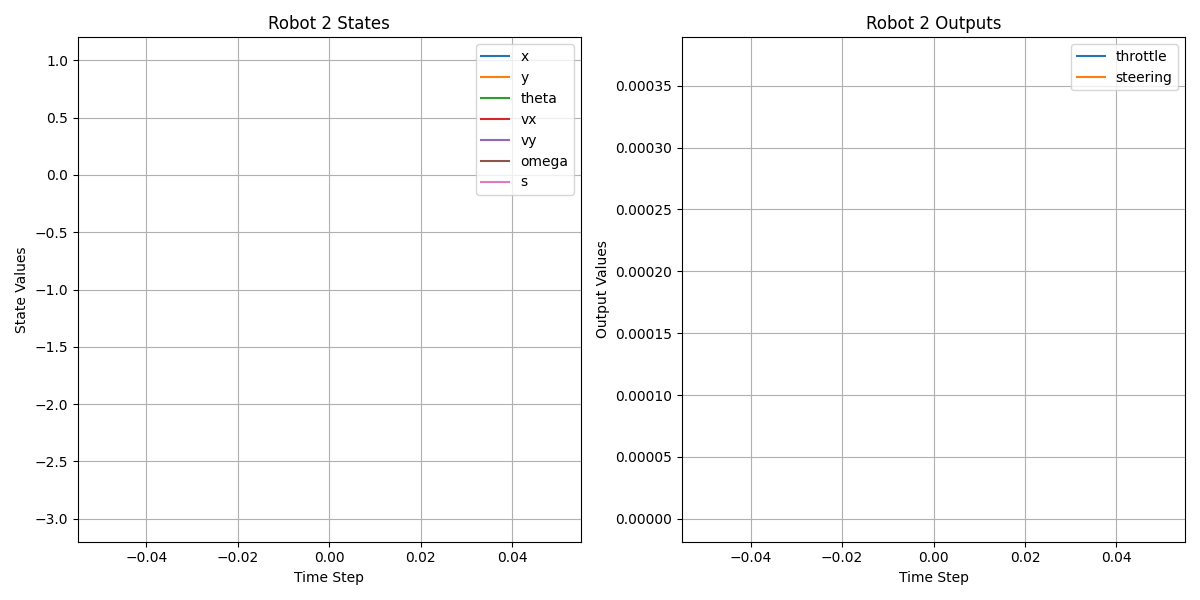 Robot 2 States
State Values
1.0
0.5
0.0
−0.5
−1.0
−1.5
−2.0
−2.5
−3.0
x
y
theta
vx
vy
omega
s
−0.04
−0.02
0.00
0.02
0.04
Time Step
Robot 2 Outputs
Output Values
0.00035
0.00030
0.00025
0.00020
0.00015
0.00010
0.00005
0.00000
throttle
steering
−0.04
−0.02
0.00
0.02
0.04
Time Step